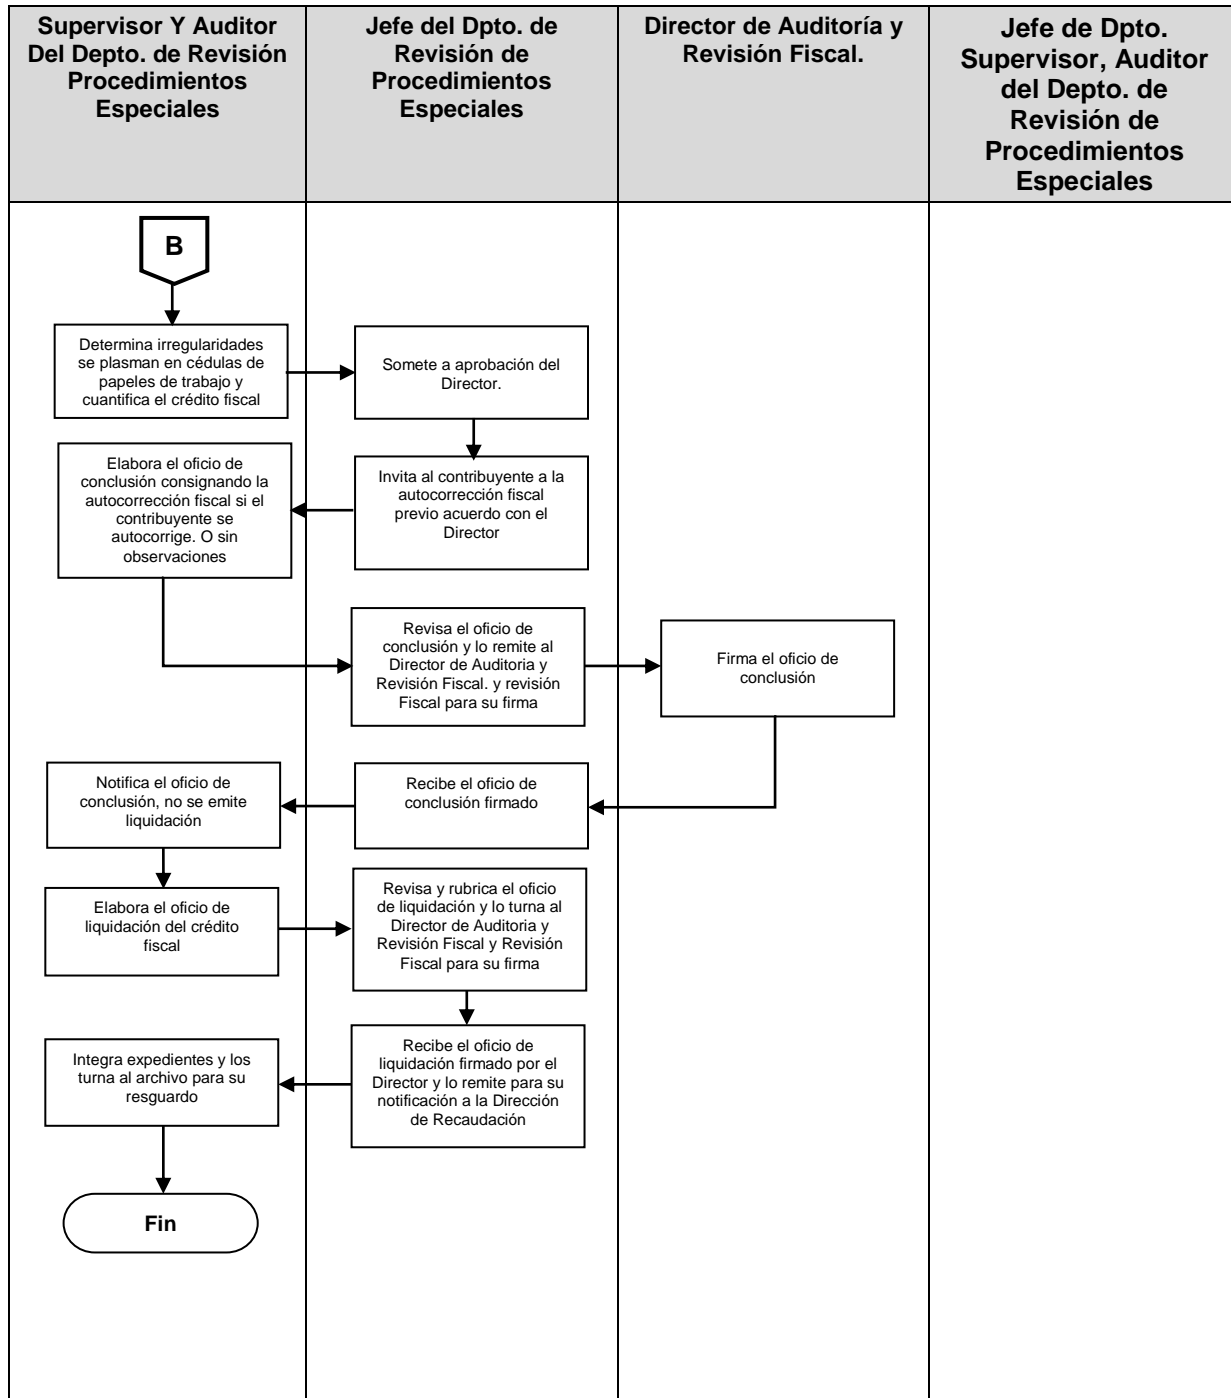 Supervisor Y Auditor
Del Depto. de Revisión
Procedimientos
Especiales
Jefe del Dpto. de
Revisión de
Procedimientos
Especiales
Director de Auditoría y
Revisión Fiscal.
Jefe de Dpto.
Supervisor, Auditor
del Depto. de
Revisión de
Procedimientos
Especiales
B
Determina irregularidades
se plasman en cédulas de
papeles de trabajo y
cuantifica el crédito fiscal
Somete a aprobación del
Director.
Invita al contribuyente a la
autocorrección fiscal
previo acuerdo con el
Director
Elabora el oficio de
conclusión consignando la
autocorrección fiscal si el
contribuyente se
autocorrige. O sin
observaciones
Revisa el oficio de
conclusión y lo remite al
Director de Auditoria y
Revisión Fiscal. y revisión
Fiscal para su firma
Firma el oficio de
conclusión
Recibe el oficio de
conclusión firmado
Notifica el oficio de
conclusión, no se emite
liquidación
Elabora el oficio de
liquidación del crédito
fiscal
Revisa y rubrica el oficio
de liquidación y lo turna al
Director de Auditoria y
Revisión Fiscal y Revisión
Fiscal para su firma
Recibe el oficio de
liquidación firmado por el
Director y lo remite para su
notificación a la Dirección
de Recaudación
Integra expedientes y los
turna al archivo para su
resguardo
Fin